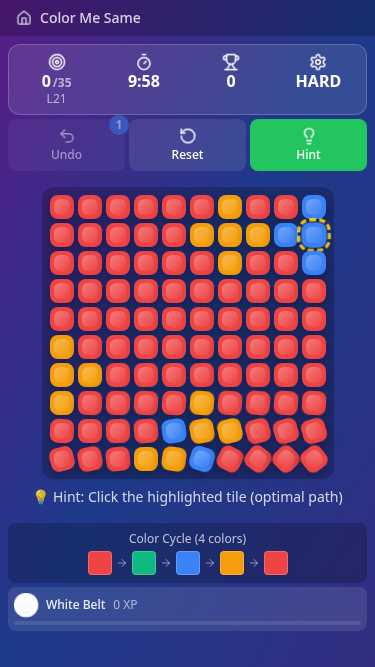 Color Me Same
0/35 9:58 0 HARD
L21
1
Undo Reset Hint
💡 Hint: Click the highlighted tile (optimal path)
Color Cycle (4 colors)
→ → → →
White Belt 0 XP